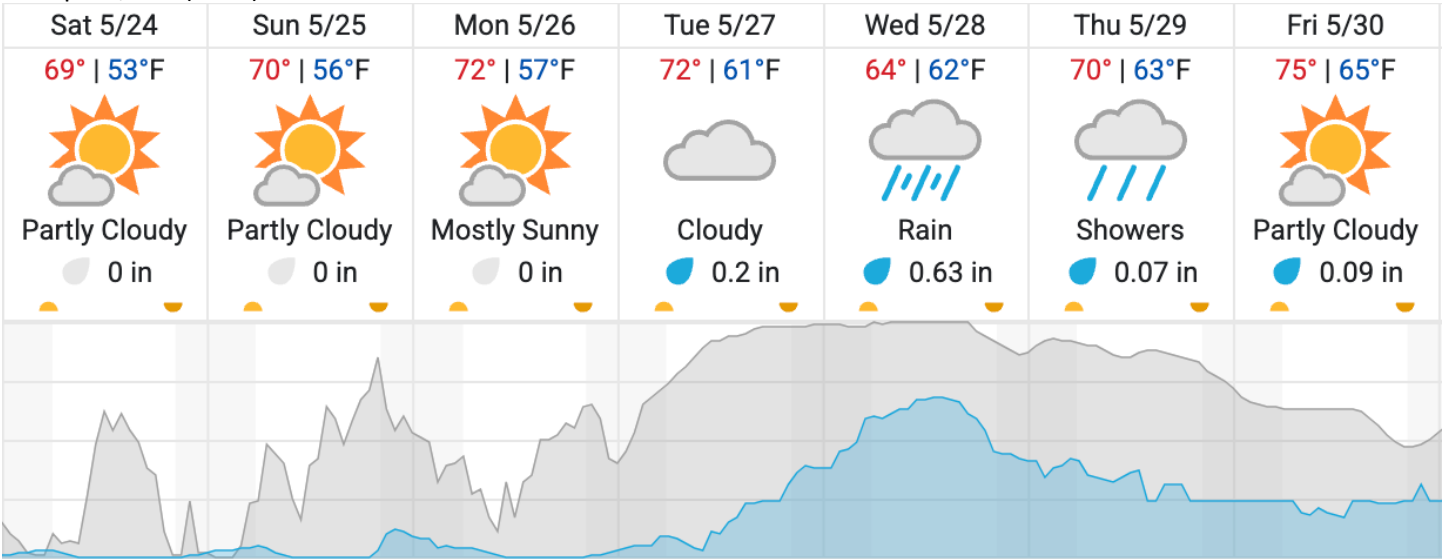 Sat 5/24 Sun 5/25 Mon 5/26 Tue 5/27 Wed 5/28 Thu 5/29 Fri 5/30
69° | 53°F 70° | 56°F 72° | 57°F 72° | 61°F 64° | 62°F 70° | 63°F 75° | 65°F
Partly Cloudy Partly Cloudy Mostly Sunny Cloudy Rain Showers Partly Cloudy
0 in 0 in 0 in 0.2 in 0.63 in 0.07 in 0.09 in